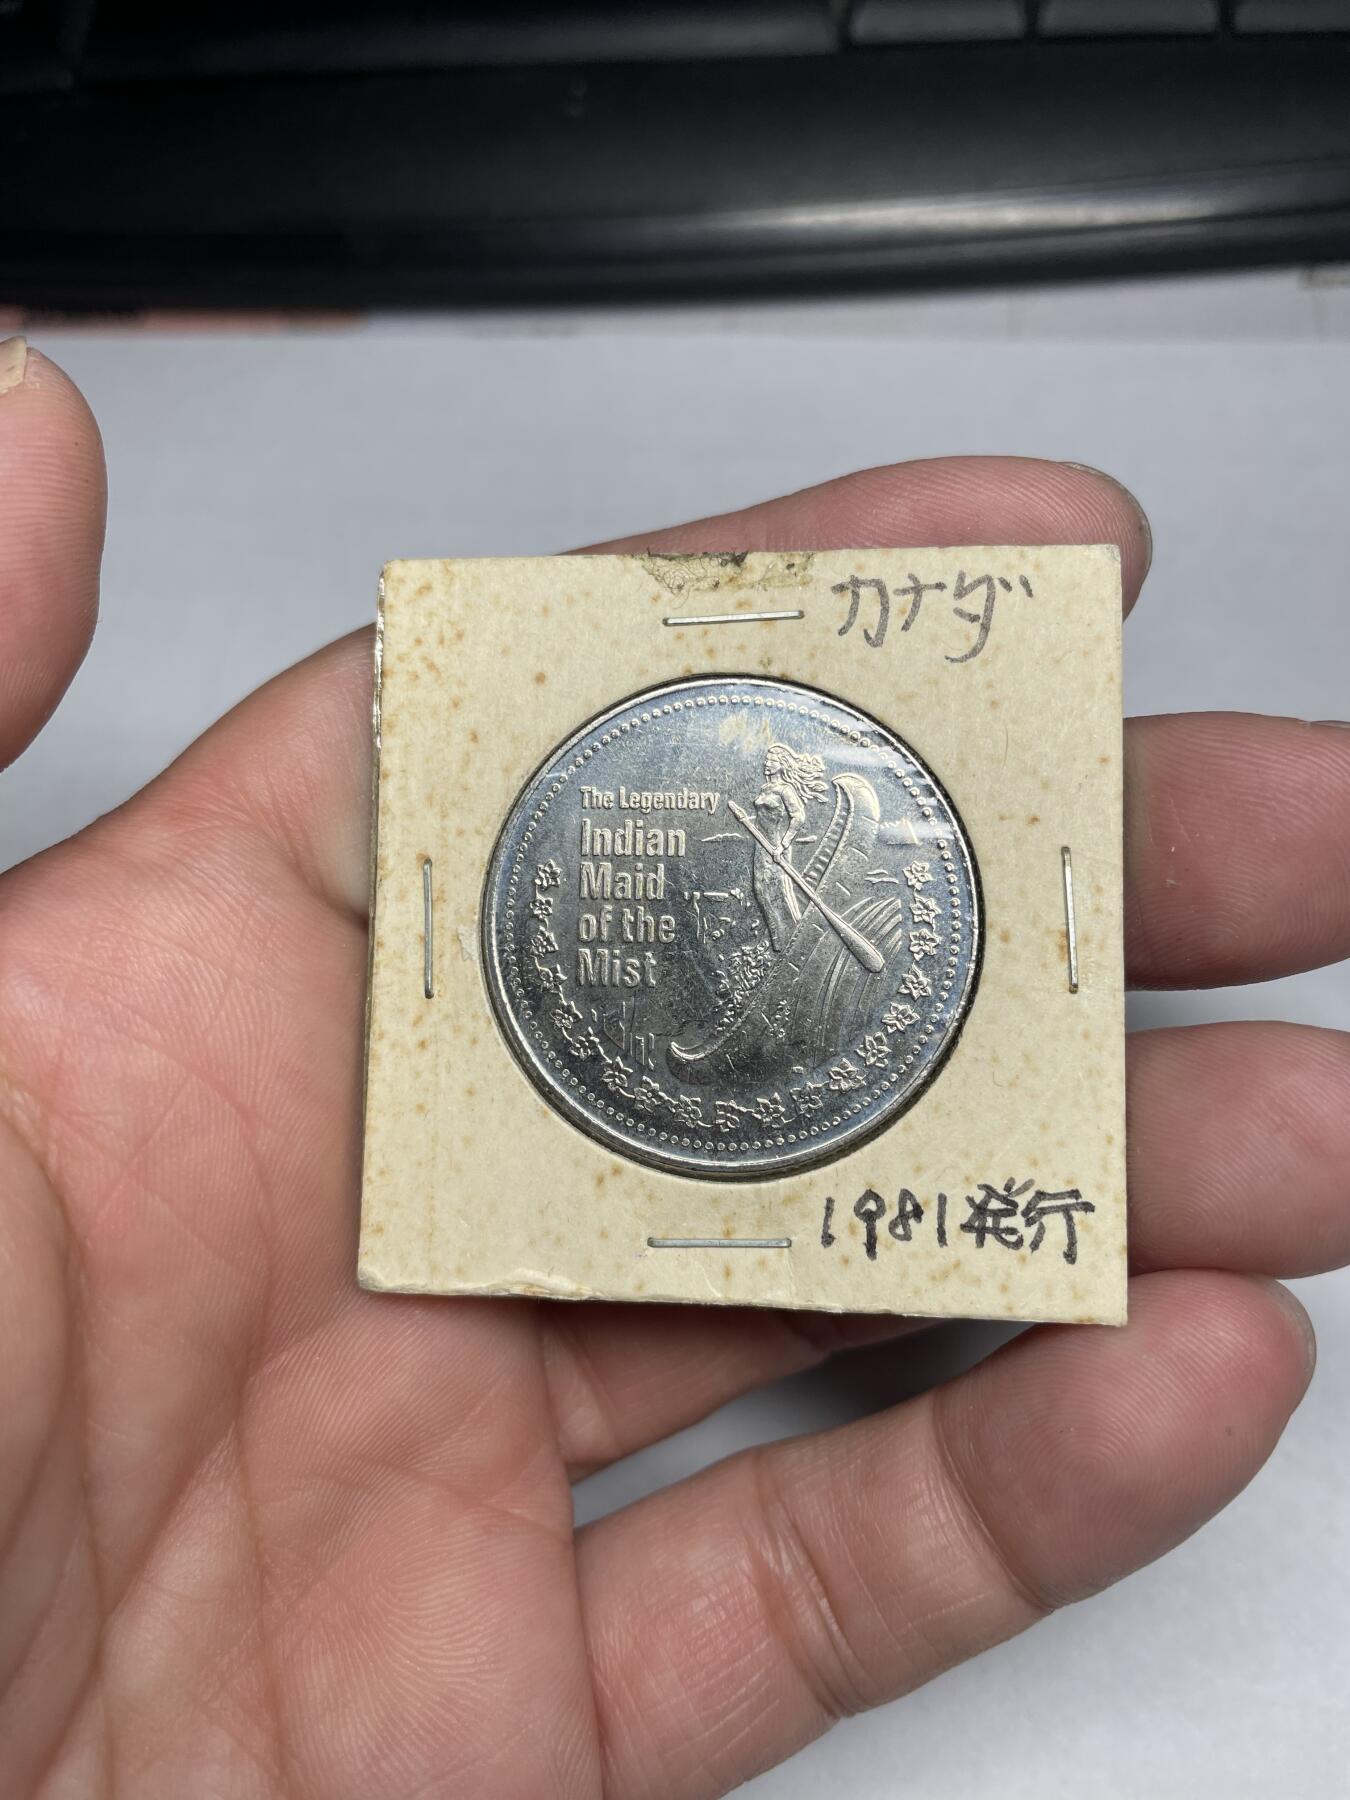 カナダ
The Legendary
Indian
Maid
of the
Mist
1981発行